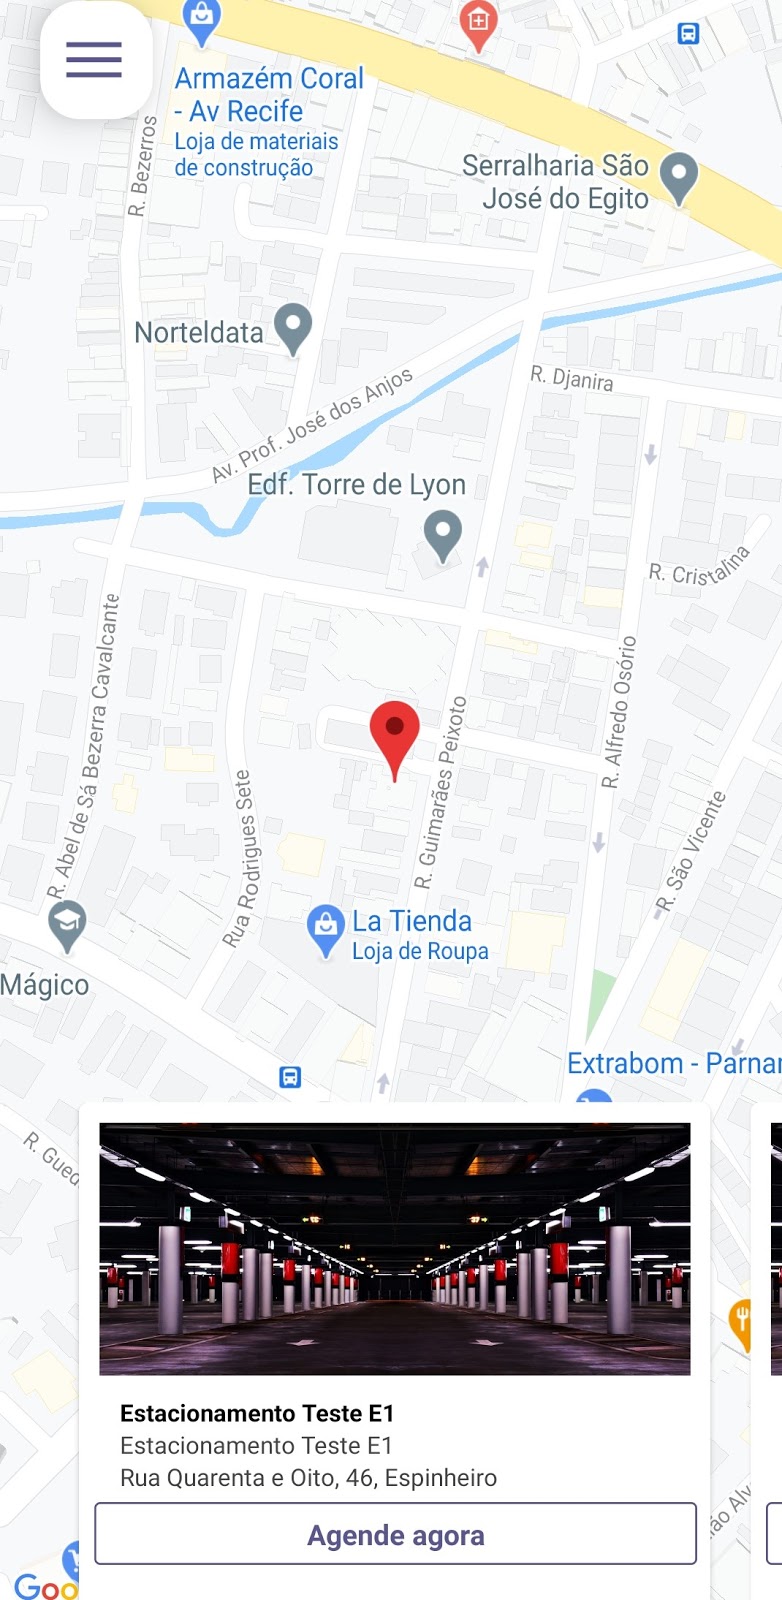 Armazém Coral
- Av Recife
Loja de materiais
de construção
R. Bezerros
Serralharia São
José do Egito
Norteldata
R. Djanira
Av. Prof. José dos Anjos
Edf. Torre de Lyon
R. Cristalina
R. Abel de Sá Bezerra Cavalcante
R. Alfredo Osório
R. Guimarães Peixoto
Rua Rodrigues Sete
R. São Vicente
La Tienda
Loja de Roupa
Mágico
Extrabom - Parnam
R. Gued
Estacionamento Teste E1
Estacionamento Teste E1
Rua Quarenta e Oito, 46, Espinheiro
Agende agora
Goo